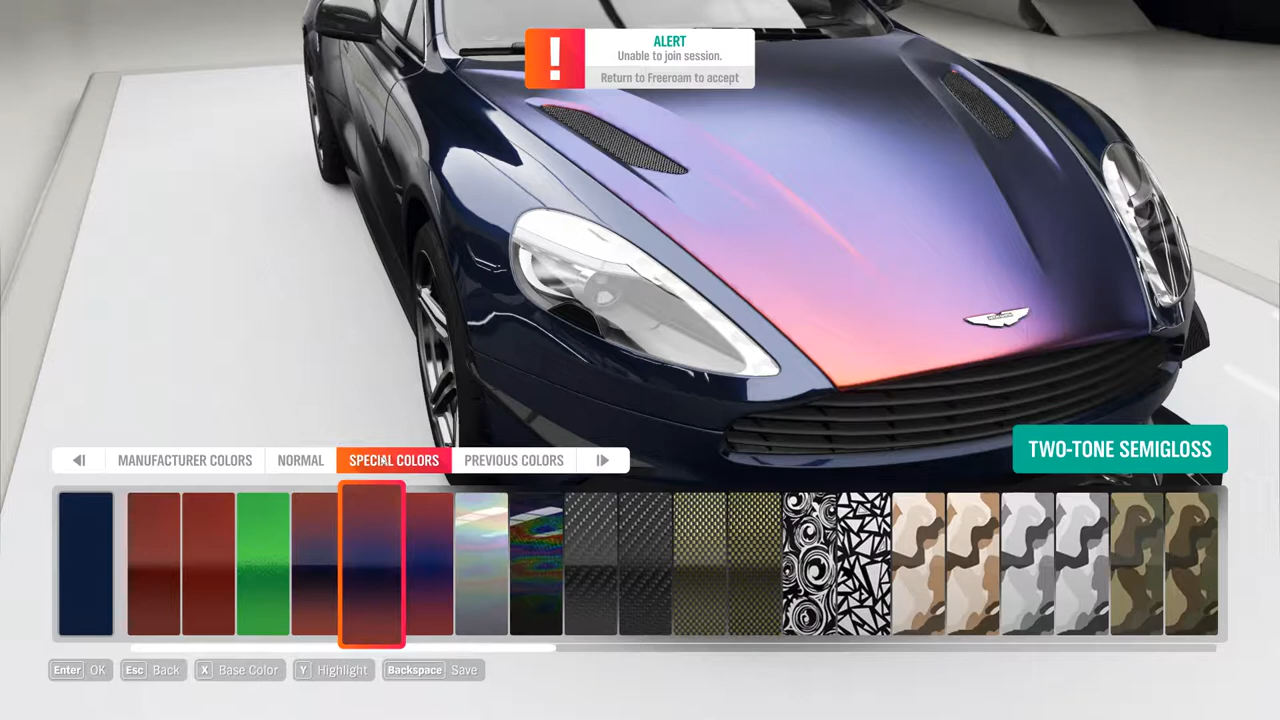 ALERT
Unable to join session.
Return to Freeroam to accept
TWO-TONE SEMIGLOSS
MANUFACTURER COLORS NORMAL SPECIAL COLORS PREVIOUS COLORS
Enter OK Esc Back X Base Color Y Highlight Backspace Save